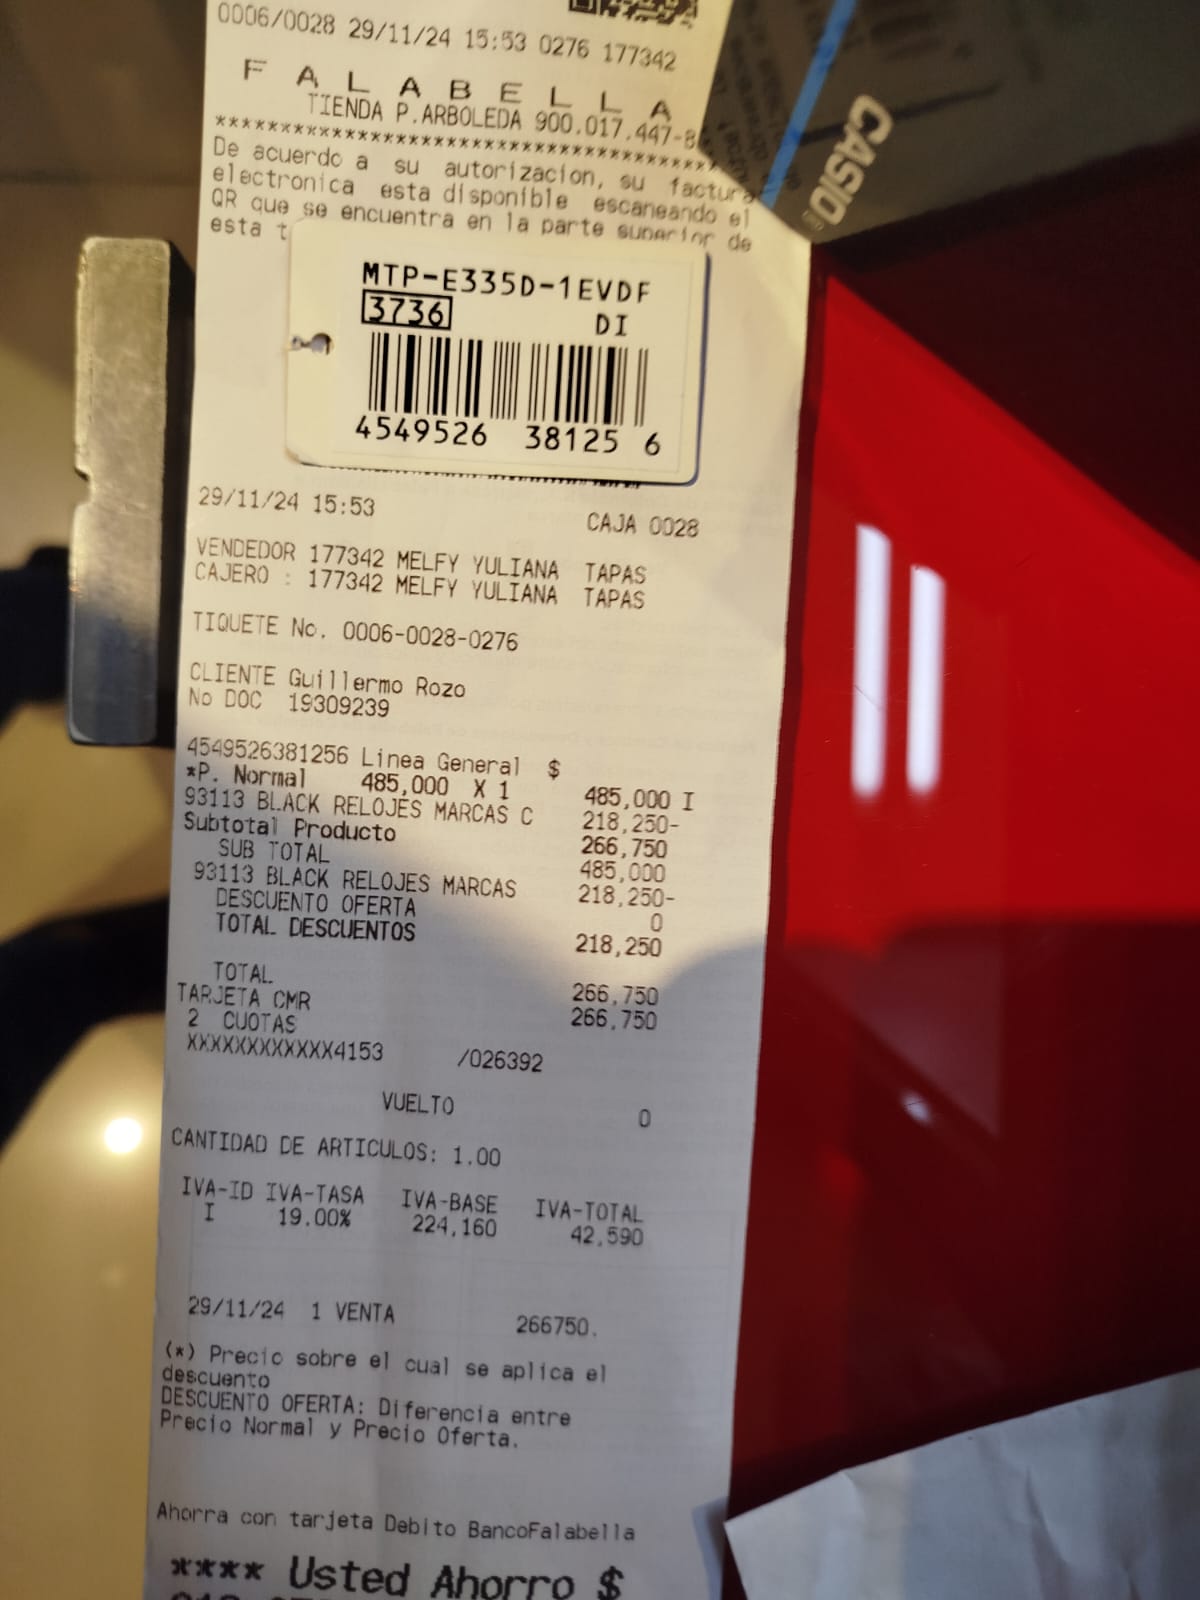 0006/0028 29/11/24 15:53 0276 177342
F A L A B E L L A
TIENDA P.ARBOLEDA 900.017.447-8
****************************************
De acuerdo a su autorizacion, su factura
electronica esta disponible escaneando el
QR que se encuentra en la parte superior de
esta
CASIO
MTP-E335D-1EVDF
3736
DI
4549526 38125 6
29/11/24 15:53 CAJA 0028
VENDEDOR 177342 MELFY YULIANA TAPAS
CAJERO : 177342 MELFY YULIANA TAPAS
TIQUETE No. 0006-0028-0276
CLIENTE Guillermo Rozo
No DOC 19309239
4549526381256 Linea General $
*P. Normal 485,000 X 1 485,000 I
93113 BLACK RELOJES MARCAS C 218,250-
Subtotal Producto 266,750
SUB TOTAL 485,000
93113 BLACK RELOJES MARCAS 218,250-
DESCUENTO OFERTA 0
TOTAL DESCUENTOS 218,250
TOTAL 266,750
TARJETA CMR 266,750
2 CUOTAS
XXXXXXXXXXXX4153 /026392
VUELTO 0
CANTIDAD DE ARTICULOS: 1.00
IVA-ID IVA-TASA IVA-BASE IVA-TOTAL
I 19.00% 224,160 42,590
29/11/24 1 VENTA 266750.
(*) Precio sobre el cual se aplica el
descuento
DESCUENTO OFERTA: Diferencia entre
Precio Normal y Precio Oferta.
Ahorra con tarjeta Debito BancoFalabella
**** Usted Ahorro $